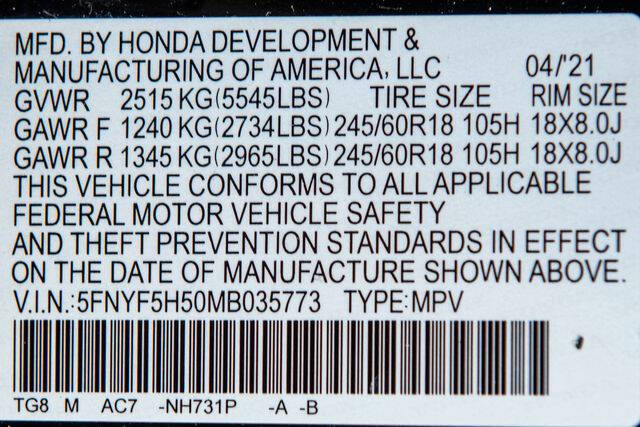 MFD. BY HONDA DEVELOPMENT &
MANUFACTURING OF AMERICA, LLC 04/'21
GVWR 2515 KG(5545LBS) TIRE SIZE RIM SIZE
GAWR F 1240 KG(2734LBS) 245/60R18 105H 18X8.0J
GAWR R 1345 KG(2965LBS) 245/60R18 105H 18X8.0J
THIS VEHICLE CONFORMS TO ALL APPLICABLE
FEDERAL MOTOR VEHICLE SAFETY
AND THEFT PREVENTION STANDARDS IN EFFECT
ON THE DATE OF MANUFACTURE SHOWN ABOVE.
V.I.N.:5FNYF5H50MB035773 TYPE:MPV
TG8 M AC7 -NH731P -A -B